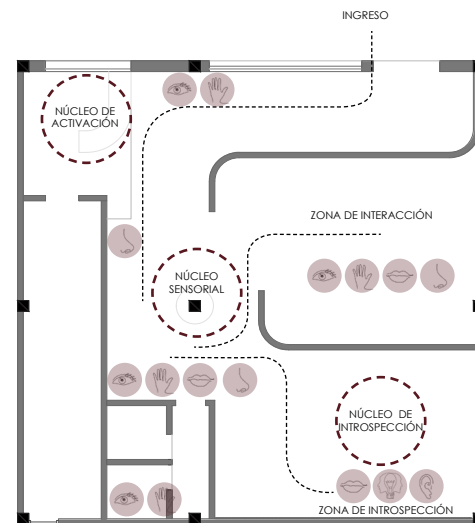 INGRESO
NÚCLEO DE
ACTIVACIÓN
ZONA DE INTERACCIÓN
NÚCLEO
SENSORIAL
NÚCLEO DE
INTROSPECCIÓN
ZONA DE INTROSPECCIÓN